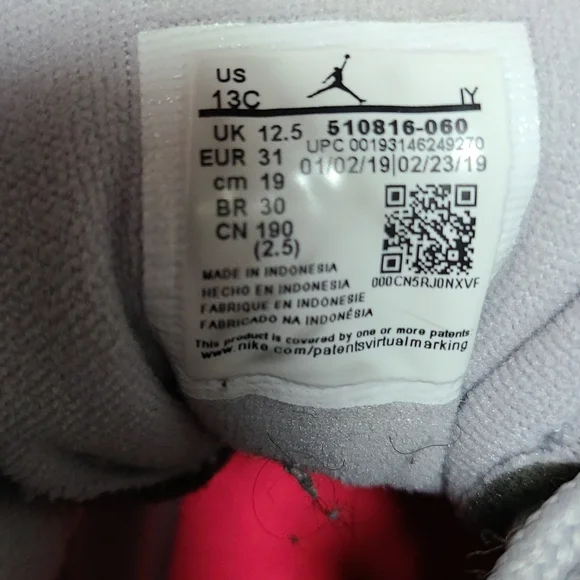 US
13C IY
UK 12.5 510816-060
UPC 00193146249270
EUR 31 01/02/19|02/23/19
cm 19
BR 30
CN 190
(2.5)
000CN5RJ0NXVF
MADE IN INDONESIA
HECHO EN INDONESIA
FABRIQUE EN INDONESIE
FABRICADO NA INDONÉSIA
This product is covered by one or more patents
www.nike.com/patentsvirtualmarking